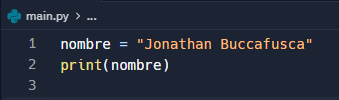 main.py > ...
1 nombre = "Jonathan Buccafusca"
2 print(nombre)
3